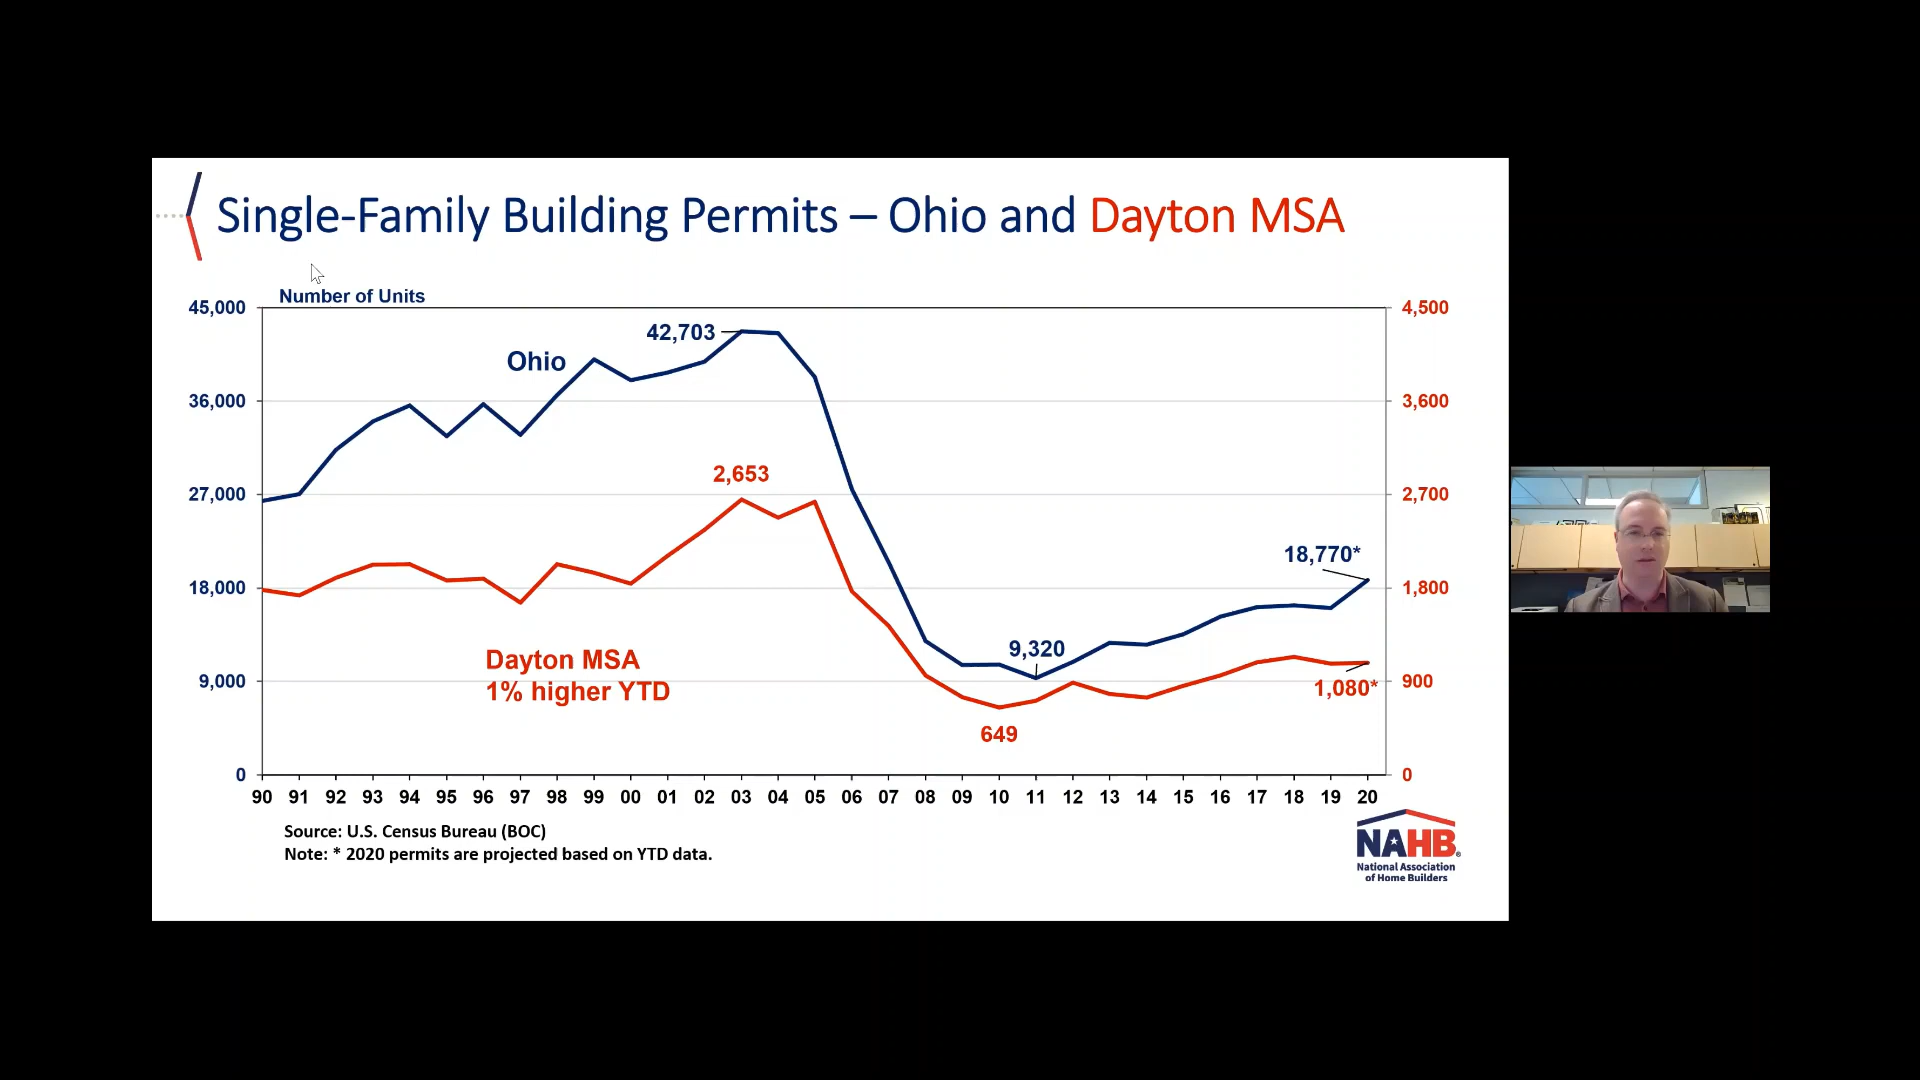 Single-Family Building Permits – Ohio and Dayton MSA
Number of Units
45,000
36,000
27,000
18,000
9,000
0
4,500
3,600
2,700
1,800
900
0
42,703
Ohio
2,653
18,770*
9,320
Dayton MSA
1% higher YTD
1,080*
649
90 91 92 93 94 95 96 97 98 99 00 01 02 03 04 05 06 07 08 09 10 11 12 13 14 15 16 17 18 19 20
Source: U.S. Census Bureau (BOC)
Note: * 2020 permits are projected based on YTD data.
NAHB®
National Association
of Home Builders